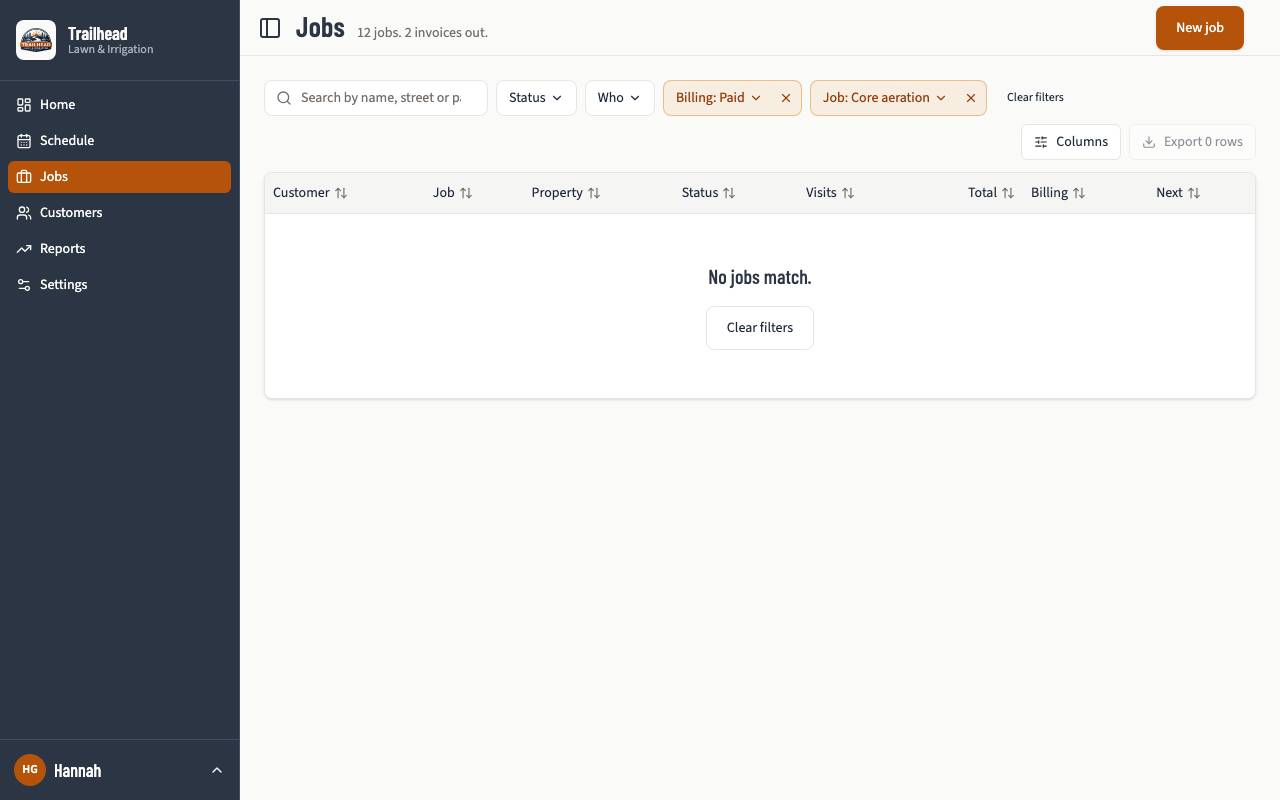 TRAILHEAD
Trailhead
Lawn & Irrigation
Home
Schedule
Jobs
Customers
Reports
Settings
HG
Hannah
Jobs
12 jobs. 2 invoices out.
New job
Search by name, street or p
Status
Who
Billing: Paid
Job: Core aeration
Clear filters
Columns
Export 0 rows
Customer
Job
Property
Status
Visits
Total
Billing
Next
No jobs match.
Clear filters